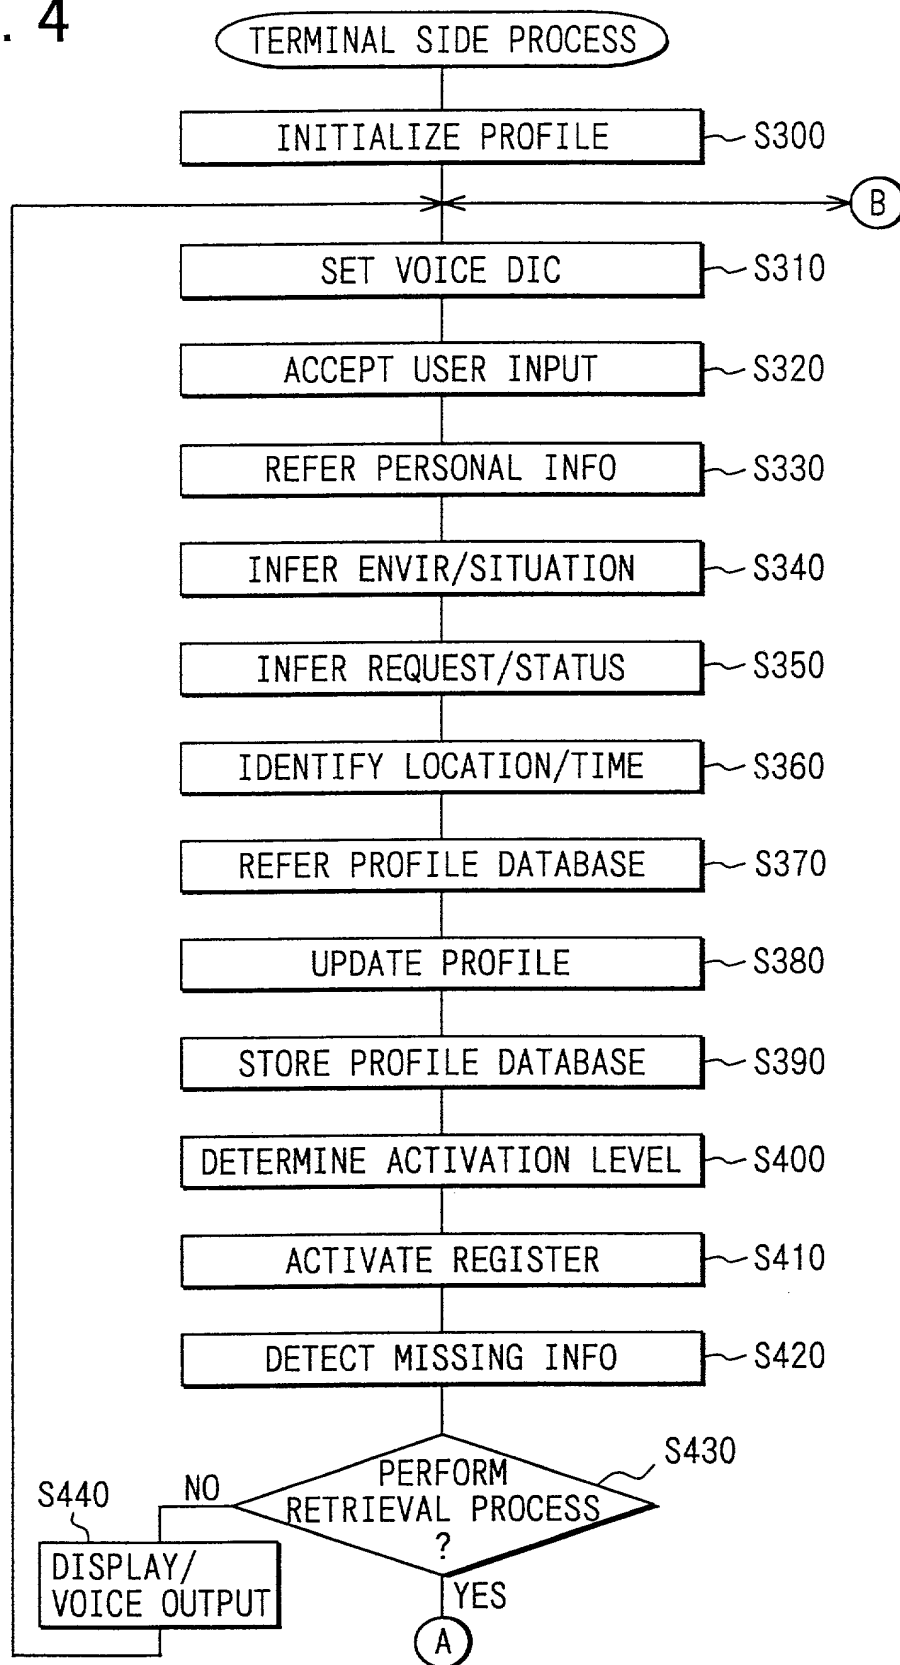 . 4
TERMINAL SIDE PROCESS
INITIALIZE PROFILE S300
B
SET VOICE DIC S310
ACCEPT USER INPUT S320
REFER PERSONAL INFO S330
INFER ENVIR/SITUATION S340
INFER REQUEST/STATUS S350
IDENTIFY LOCATION/TIME S360
REFER PROFILE DATABASE S370
UPDATE PROFILE S380
STORE PROFILE DATABASE S390
DETERMINE ACTIVATION LEVEL S400
ACTIVATE REGISTER S410
DETECT MISSING INFO S420
S430
PERFORM
RETRIEVAL PROCESS
?
NO
S440
DISPLAY/
VOICE OUTPUT
YES
A